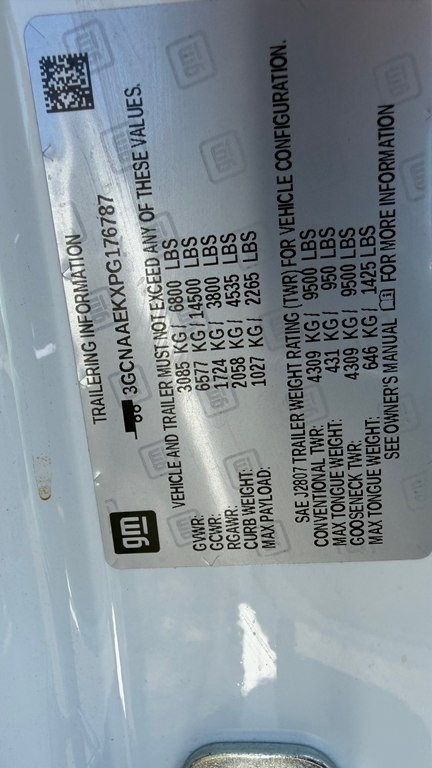 TRAILERING INFORMATION
3GCNAAEKXPG176787
VEHICLE AND TRAILER MUST NOT EXCEED ANY OF THESE VALUES.
GVWR: 3085 KG/ 6800 LBS
GCWR: 6577 KG/ 14500 LBS
RGAWR: 1724 KG/ 3800 LBS
CURB WEIGHT: 2058 KG/ 4535 LBS
MAX PAYLOAD: 1027 KG/ 2265 LBS
SAE J2807 TRAILER WEIGHT RATING (TWR) FOR VEHICLE CONFIGURATION.
CONVENTIONAL TWR: 4309 KG/ 9500 LBS
MAX TONGUE WEIGHT: 431 KG/ 950 LBS
GOOSENECK TWR: 4309 KG/ 9500 LBS
MAX TONGUE WEIGHT: 646 KG/ 1425 LBS
SEE OWNER'S MANUAL FOR MORE INFORMATION
gm